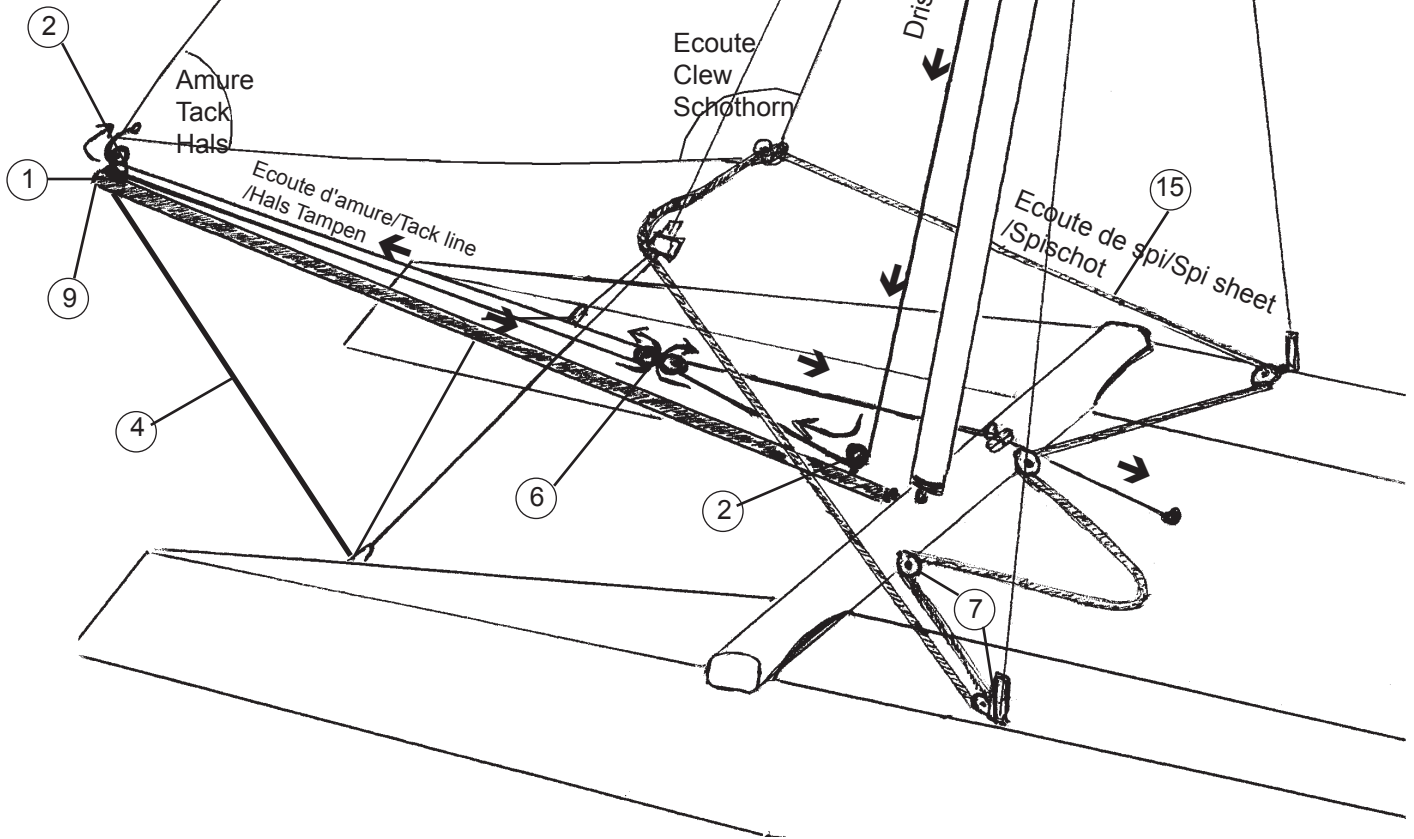 2
Amure
Tack
Hals
Ecoute
Clew
Schothorn
1
Ecoute d'amure/Tack line
/Hals Tampen
15
Ecoute de spi/Spi sheet
/Spischot
9
4
6
2
7